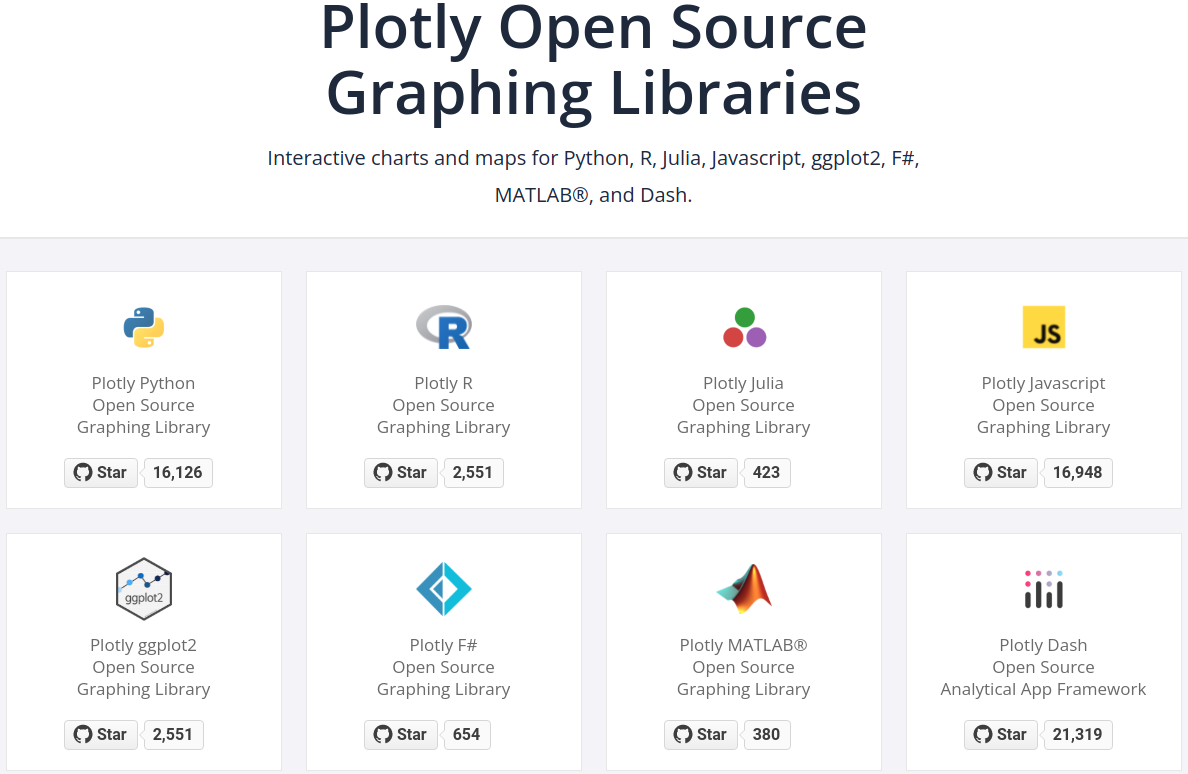 Plotly Open Source
Graphing Libraries
Interactive charts and maps for Python, R, Julia, Javascript, ggplot2, F#,
MATLAB®, and Dash.
R
JS
Plotly Python
Open Source
Graphing Library
Star 16,126
Plotly R
Open Source
Graphing Library
Star 2,551
Plotly Julia
Open Source
Graphing Library
Star 423
Plotly Javascript
Open Source
Graphing Library
Star 16,948
ggplot2
Plotly ggplot2
Open Source
Graphing Library
Star 2,551
Plotly F#
Open Source
Graphing Library
Star 654
Plotly MATLAB®
Open Source
Graphing Library
Star 380
Plotly Dash
Open Source
Analytical App Framework
Star 21,319